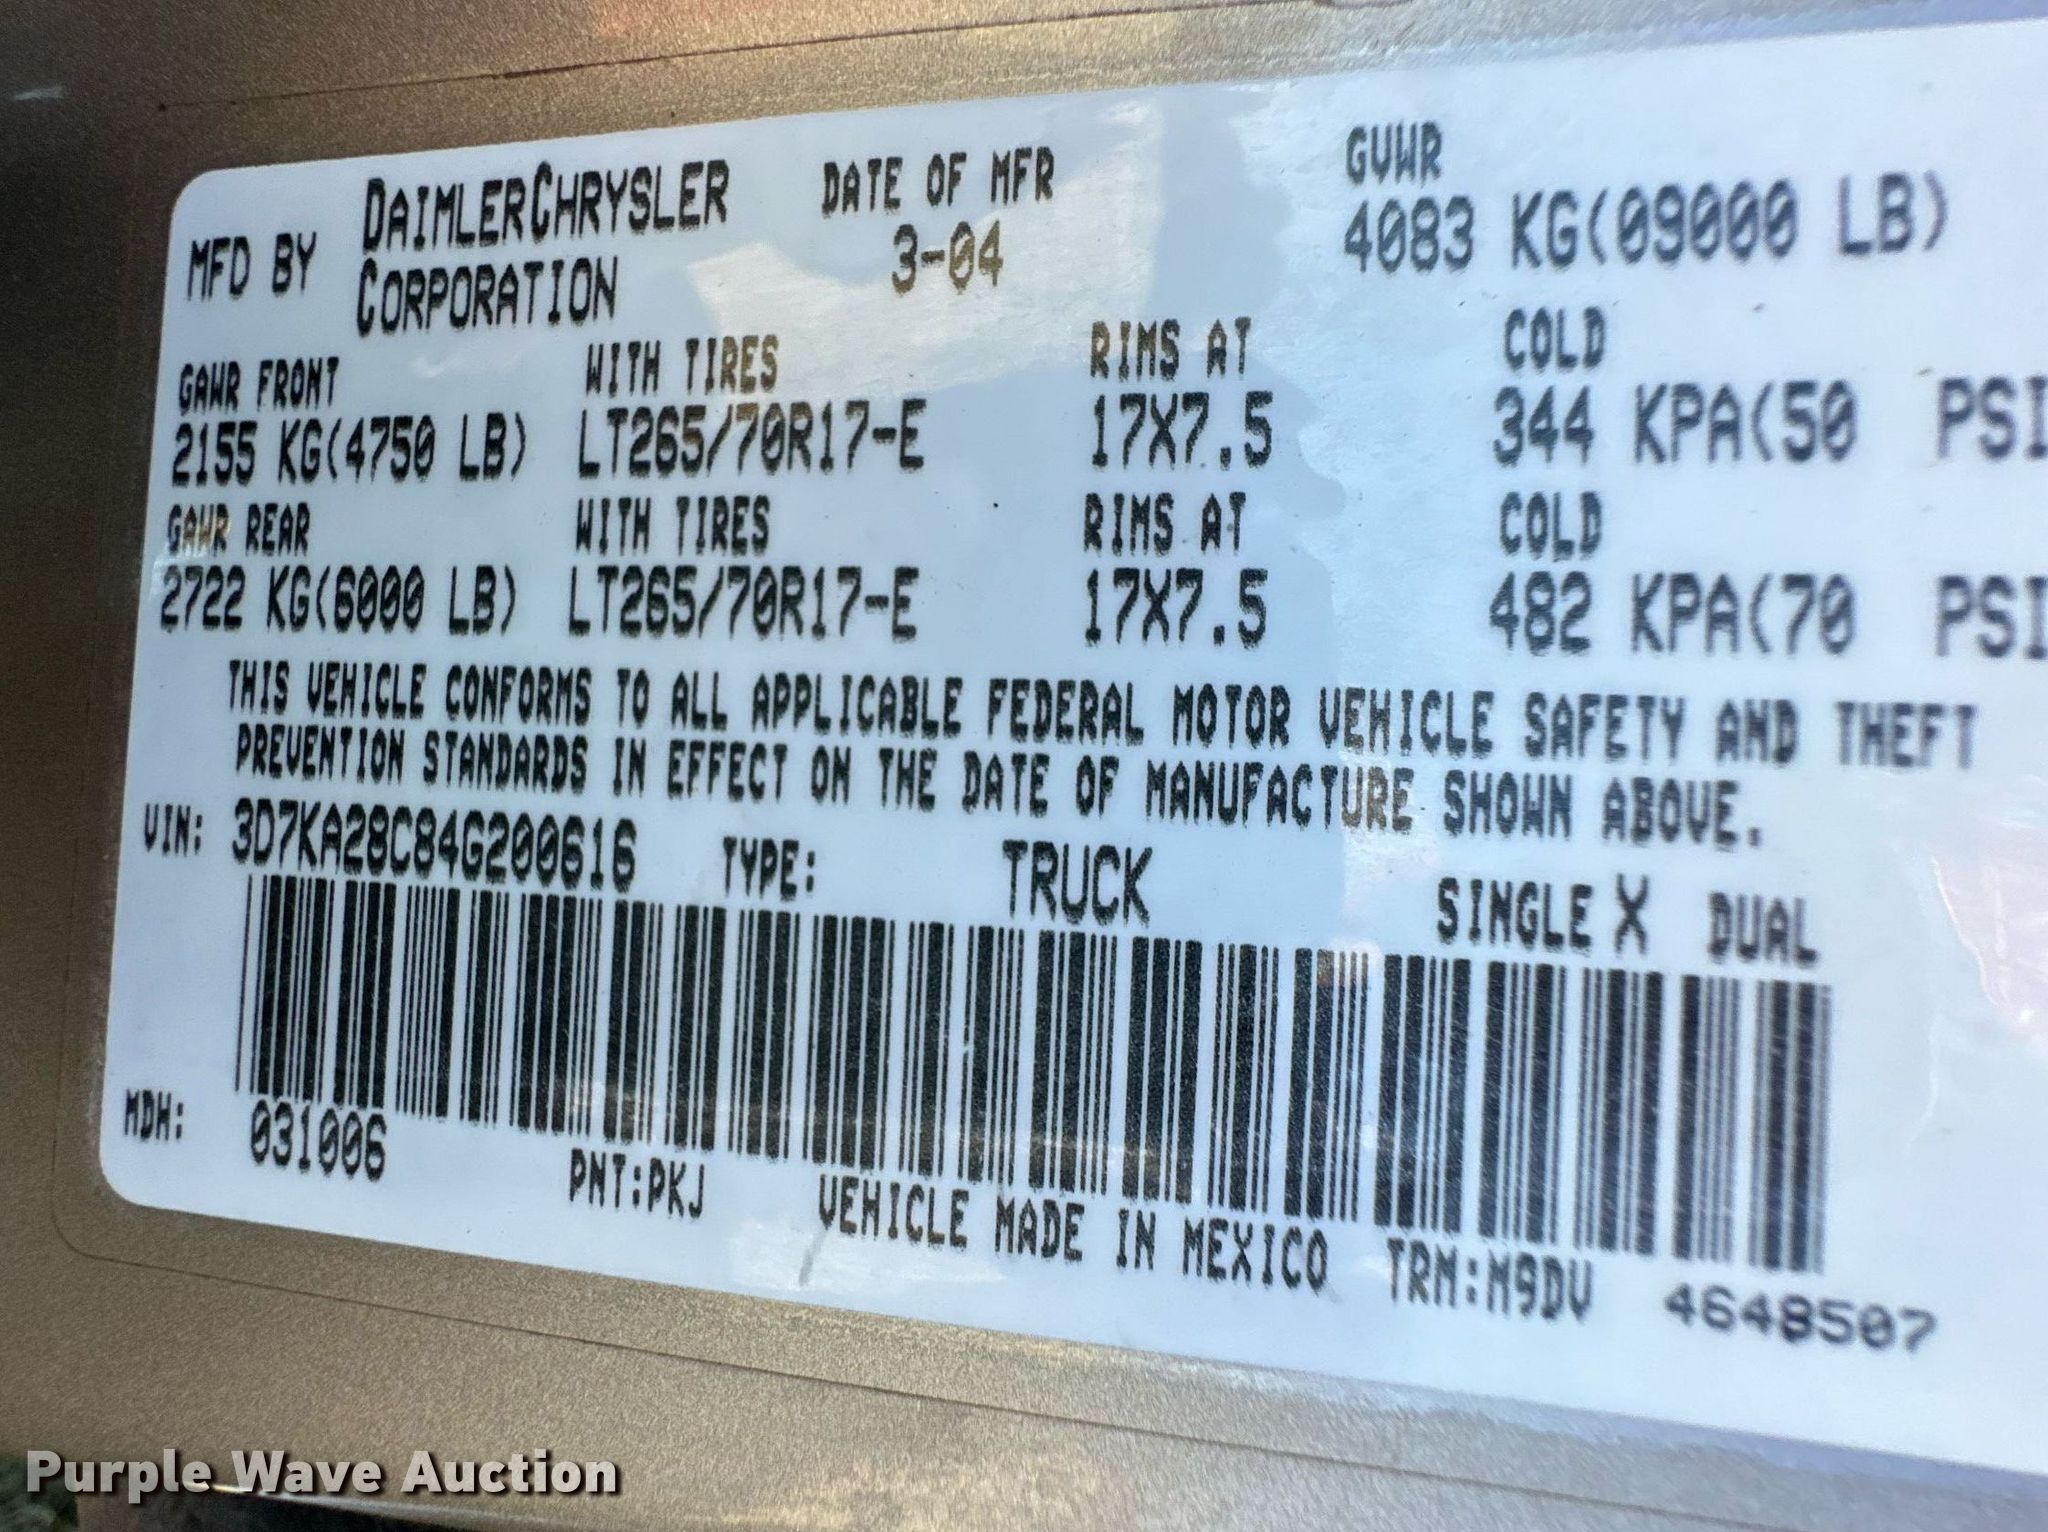 MFD BY DAIMLERCHRYSLER CORPORATION DATE OF MFR 3-04 GVWR 4083 KG(09000 LB)
GAWR FRONT WITH TIRES RIMS AT COLD
2155 KG(4750 LB) LT265/70R17-E 17X7.5 344 KPA(50 PSI
GAWR REAR WITH TIRES RIMS AT COLD
2722 KG(6000 LB) LT265/70R17-E 17X7.5 482 KPA(70 PSI
THIS VEHICLE CONFORMS TO ALL APPLICABLE FEDERAL MOTOR VEHICLE SAFETY AND THEFT
PREVENTION STANDARDS IN EFFECT ON THE DATE OF MANUFACTURE SHOWN ABOVE.
VIN: 3D7KA28C84G200616 TYPE: TRUCK SINGLE X DUAL
MDH: 031006 PNT:PKJ VEHICLE MADE IN MEXICO TRM:M9DV 4648507
Purple Wave Auction